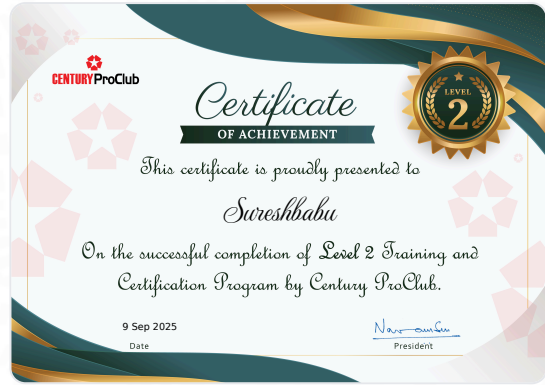 CENTURY ProClub
Certificate
OF ACHIEVEMENT
LEVEL
2
This certificate is proudly presented to
Sureshbabu
On the successful completion of Level 2 Training and
Certification Program by Century ProClub.
9 Sep 2025
Date
President